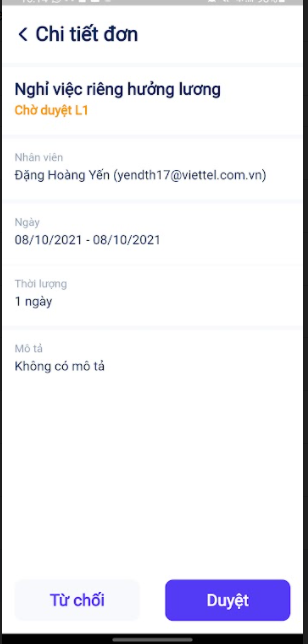 Chi tiết đơn
Nghỉ việc riêng hưởng lương
Chờ duyệt L1
Nhân viên
Đặng Hoàng Yến (yendth17@viettel.com.vn)
Ngày
08/10/2021 - 08/10/2021
Thời lượng
1 ngày
Mô tả
Không có mô tả
Từ chối
Duyệt